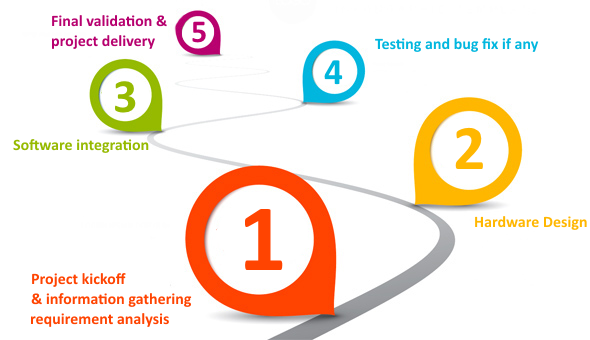 Final validation &
project delivery
5
4
Testing and bug fix if any
3
Software integration
2
Hardware Design
1
Project kickoff
& information gathering
requirement analysis